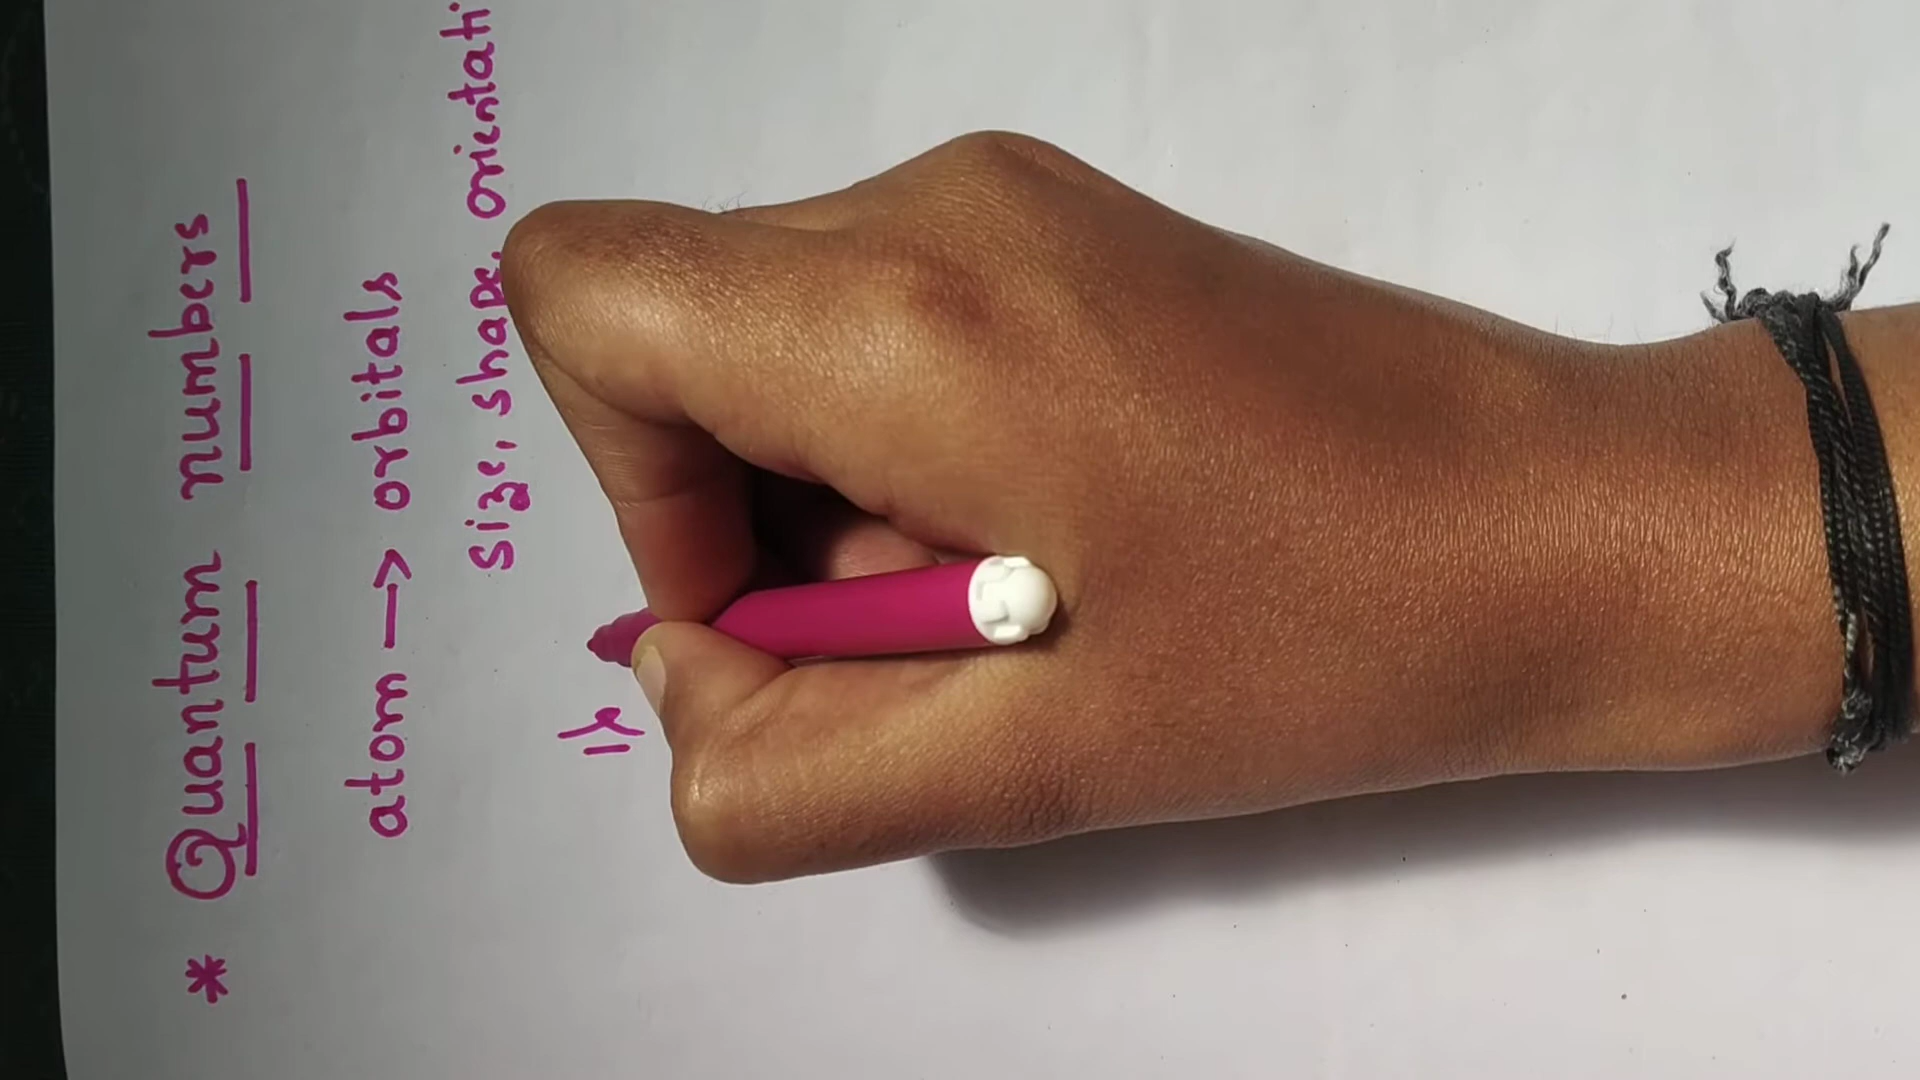 * Quantum numbers
atom → orbitals
size, shape, orientati